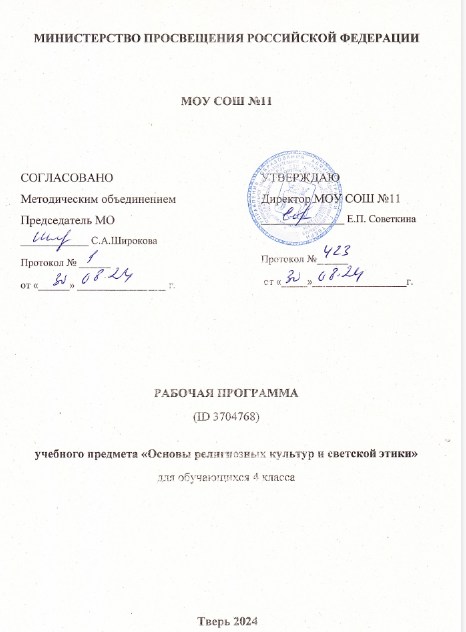 МИНИСТЕРСТВО ПРОСВЕЩЕНИЯ РОССИЙСКОЙ ФЕДЕРАЦИИ
МОУ СОШ №11
СОГЛАСОВАНО
Методическим объединением
Председатель МО
С.А.Широкова
Протокол № 1
от «30» 08.24 г.
УТВЕРЖДАЮ
Директор МОУ СОШ №11
Е.П. Советкина
Протокол № 423
от «30» 08.24 г.
РАБОЧАЯ ПРОГРАММА
(ID 3704768)
учебного предмета «Основы религиозных культур и светской этики»
для обучающихся 4 класса
Тверь 2024